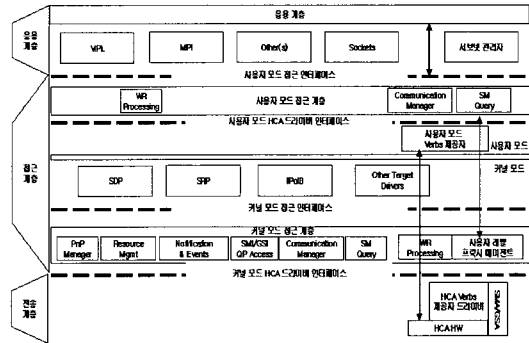 응용 계층
응용
계층
VIPL
MPI
Other(s)
Sockets
서브넷 관리자
사용자 모드 접근 인터페이스
WR
Processing
사용자 모드 접근 계층
Communication
Manager
SM
Query
사용자 모드 HCA 드라이버 인터페이스
사용자 모드
Verbs 제공자
사용자 모드
커널 모드
접근
계층
SDP
SRP
IPoIB
Other Target
Drivers
커널 모드 접근 인터페이스
커널 모드 접근 계층
PnP
Manager
Resource
Mgmt
Notification
& Events
SMI/GSI
QP Access
Communication
Manager
SM
Query
WR
Processing
사용자 레벨
프록시 에이전트
커널 모드 HCA 드라이버 인터페이스
전송
계층
HCA Verbs
제공자 드라이버
SMA/GSA
HCA HW